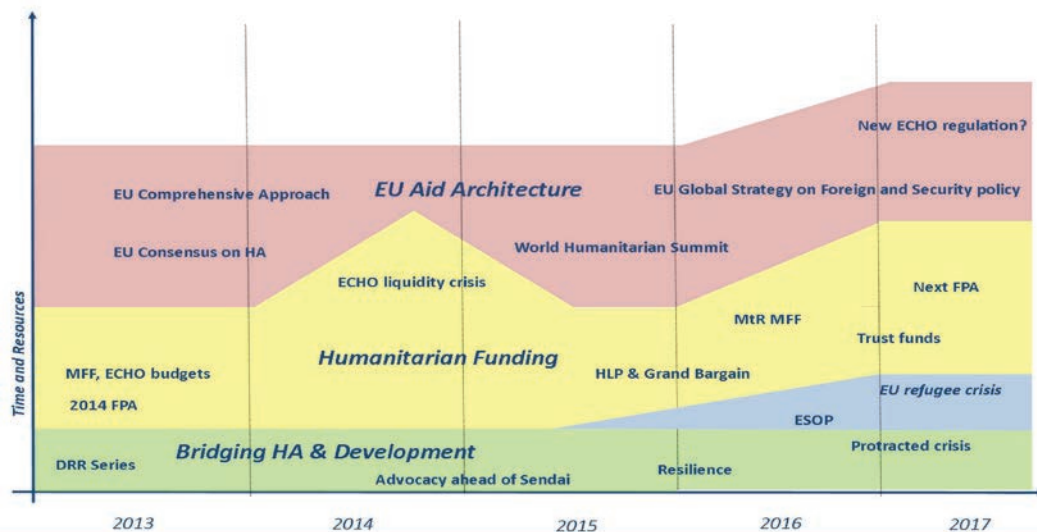 New ECHO regulation?
EU Aid Architecture
EU Comprehensive Approach
EU Global Strategy on Foreign and Security policy
EU Consensus on HA
World Humanitarian Summit
ECHO liquidity crisis
Next FPA
MtR MFF
Trust funds
Humanitarian Funding
MFF, ECHO budgets
HLP & Grand Bargain
2014 FPA
EU refugee crisis
ESOP
Protracted crisis
Bridging HA & Development
DRR Series
Resilience
Advocacy ahead of Sendai
Time and Resources
2013
2014
2015
2016
2017